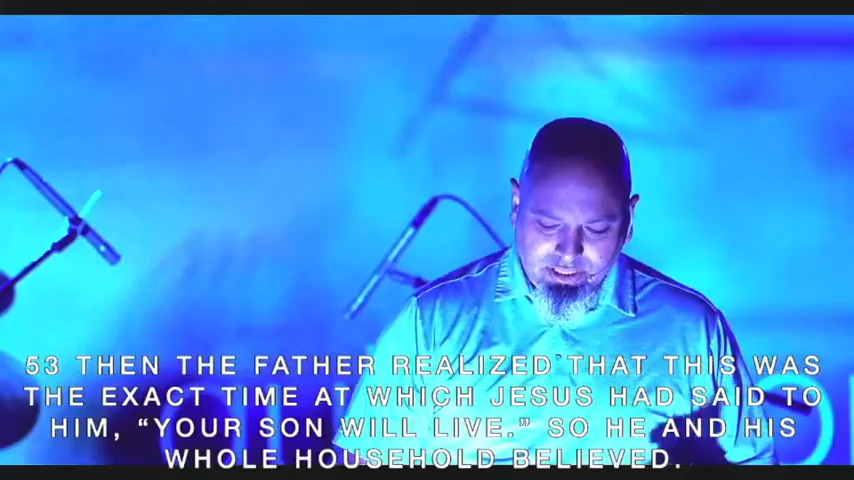 53 THEN THE FATHER REALIZED THAT THIS WAS
THE EXACT TIME AT WHICH JESUS HAD SAID TO
HIM, “YOUR SON WILL LIVE.” SO HE AND HIS
WHOLE HOUSEHOLD BELIEVED.